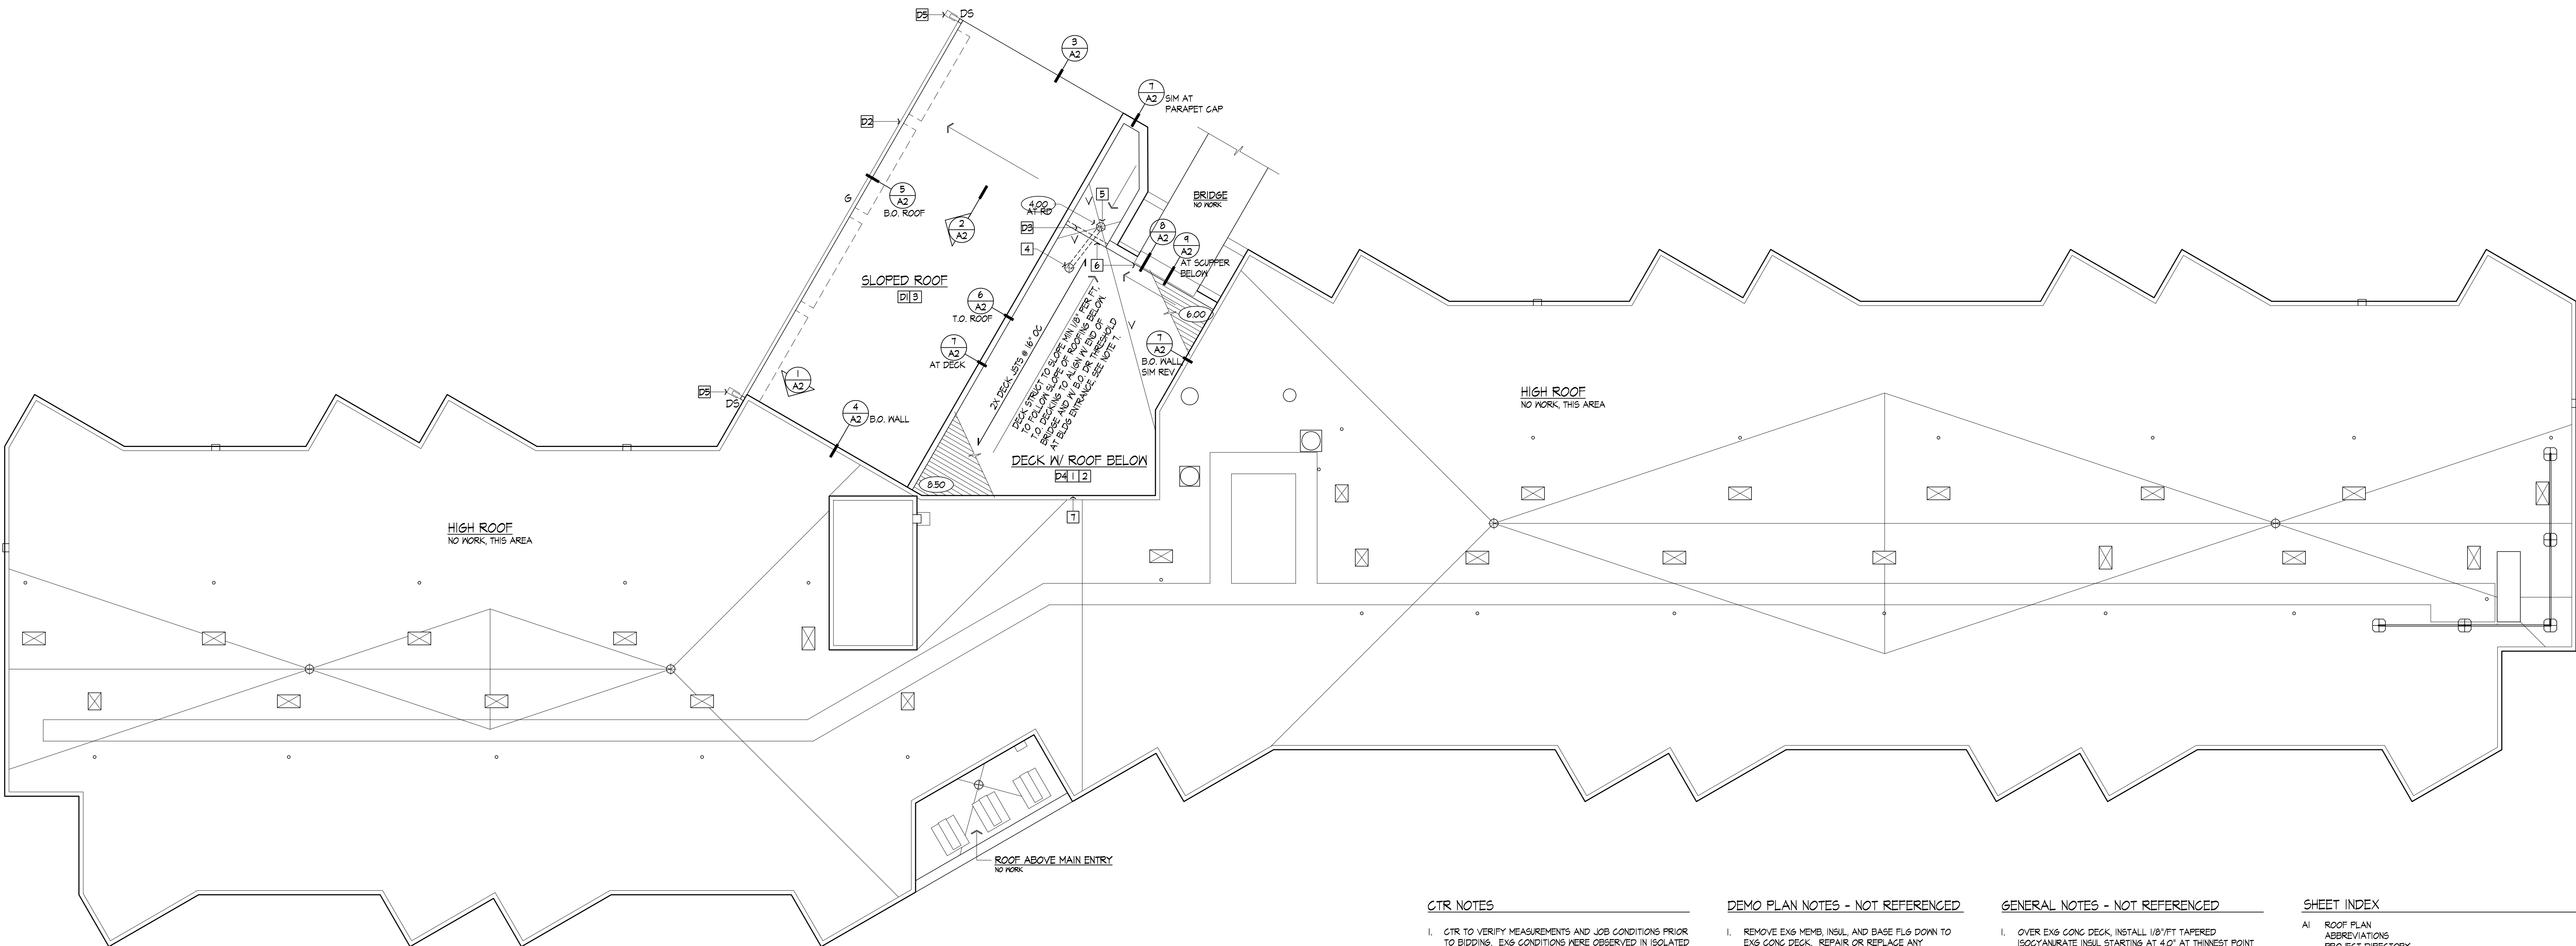 D5
DS
3
A2
7
A2
SIM AT
PARAPET CAP
D2
5
A2
B.O. ROOF
G
2
A2
4.00
AT RD
D3
4
5
BRIDGE
NO WORK
8
A2
9
A2
AT SCUPPER
BELOW
6
SLOPED ROOF
D1 3
6
A2
T.O. ROOF
7
A2
AT DECK
6.00
7
A2
B.O. WALL
SIM REV
2X DECK JSTS @ 16" OC
DECK STRUCT TO SLOPE MIN 1/8" PER FT,
TO FOLLOW SLOPE OF ROOFING BELOW.
T.O. DECKING TO ALIGN W/ END OF
BRIDGE AND W/ B.O. DR THRESHOLD
AT BLDG ENTRANCE, SEE NOTE 7.
D5
DS
1
A2
4
A2
B.O. WALL
DECK W/ ROOF BELOW
D4 1 2
8.50
7
HIGH ROOF
NO WORK, THIS AREA
HIGH ROOF
NO WORK, THIS AREA
ROOF ABOVE MAIN ENTRY
NO WORK
CTR NOTES
1. CTR TO VERIFY MEASUREMENTS AND JOB CONDITIONS PRIOR
TO BIDDING. EXG CONDITIONS WERE OBSERVED IN ISOLATED
DEMO PLAN NOTES - NOT REFERENCED
1. REMOVE EXG MEMB, INSUL, AND BASE FLG DOWN TO
EXG CONC DECK. REPAIR OR REPLACE ANY
GENERAL NOTES - NOT REFERENCED
1. OVER EXG CONC DECK, INSTALL 1/8"/FT TAPERED
ISOCYANURATE INSUL STARTING AT 4.0" AT THINNEST POINT
SHEET INDEX
A1 ROOF PLAN
ABBREVIATIONS
PROJECT DIRECTORY